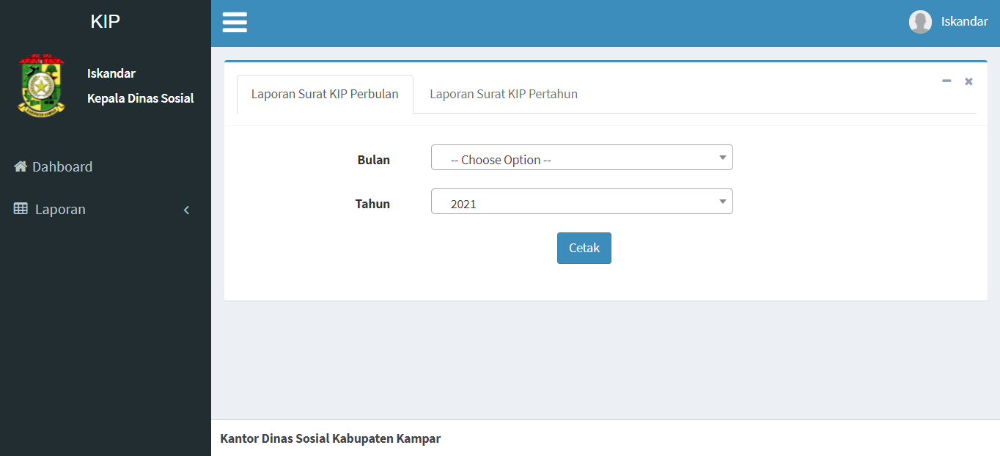 KIP
Iskandar
Iskandar
Kepala Dinas Sosial
Dahboard
Laporan
Laporan Surat KIP Perbulan
Laporan Surat KIP Pertahun
Bulan
-- Choose Option --
Tahun
2021
Cetak
Kantor Dinas Sosial Kabupaten Kampar